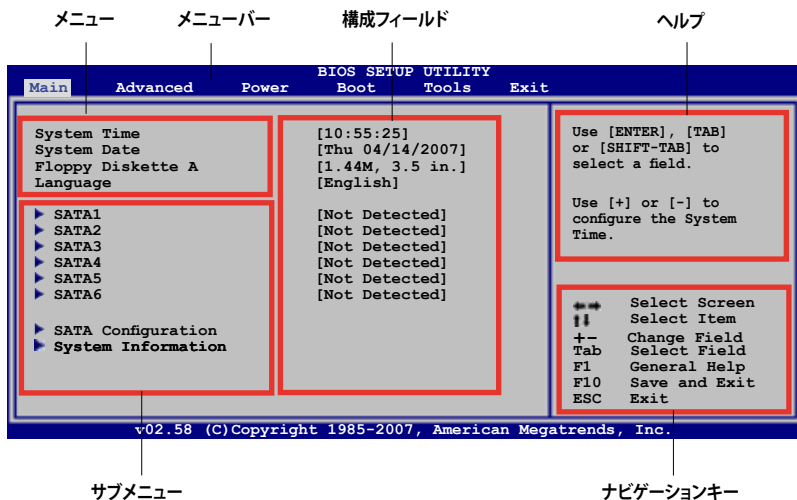 メニュー メニューバー 構成フィールド ヘルプ
BIOS SETUP UTILITY
Main Advanced Power Boot Tools Exit
System Time [10:55:25]
System Date [Thu 04/14/2007]
Floppy Diskette A [1.44M, 3.5 in.]
Language [English]
SATA1 [Not Detected]
SATA2 [Not Detected]
SATA3 [Not Detected]
SATA4 [Not Detected]
SATA5 [Not Detected]
SATA6 [Not Detected]
SATA Configuration
System Information
Use [ENTER], [TAB]
or [SHIFT-TAB] to
select a field.
Use [+] or [-] to
configure the System
Time.
←→ Select Screen
↑↓ Select Item
+- Change Field
Tab Select Field
F1 General Help
F10 Save and Exit
ESC Exit
v02.58 (C)Copyright 1985-2007, American Megatrends, Inc.
サブメニュー ナビゲーションキー